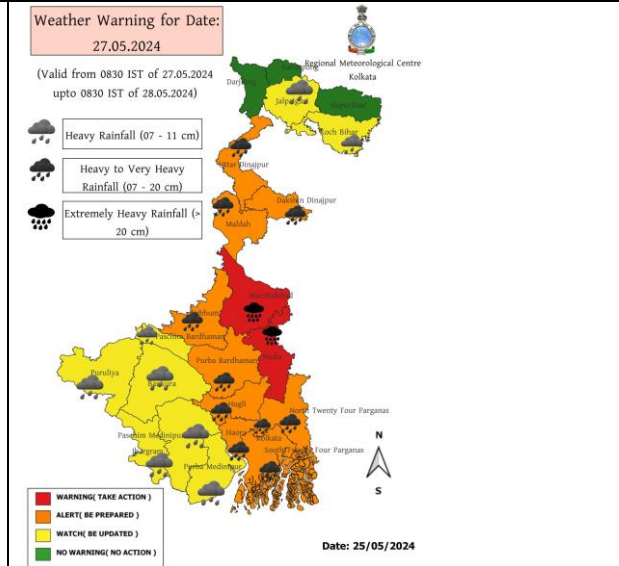 Weather Warning for Date:
27.05.2024
(Valid from 0830 IST of 27.05.2024
upto 0830 IST of 28.05.2024)
Heavy Rainfall (07 - 11 cm)
Heavy to Very Heavy
Rainfall (07 - 20 cm)
Extremely Heavy Rainfall (>
20 cm)
Regional Meteorological Centre
Kolkata
Darjiling
Jalpaiguri
Koch Bihar
Uttar Dinajpur
Dakshin Dinajpur
Maldah
Murshidabad
Birbhum
Paschim Bardhaman
Nadia
Purba Bardhaman
Puruliya
Bankura
Hugli
North Twenty Four Parganas
Paschim Medinipur
Haora
Kolkata
Jhargram
South Twenty Four Parganas
Purba Medinipur
N
S
WARNING( TAKE ACTION )
ALERT( BE PREPARED )
WATCH( BE UPDATED )
NO WARNING( NO ACTION )
Date: 25/05/2024